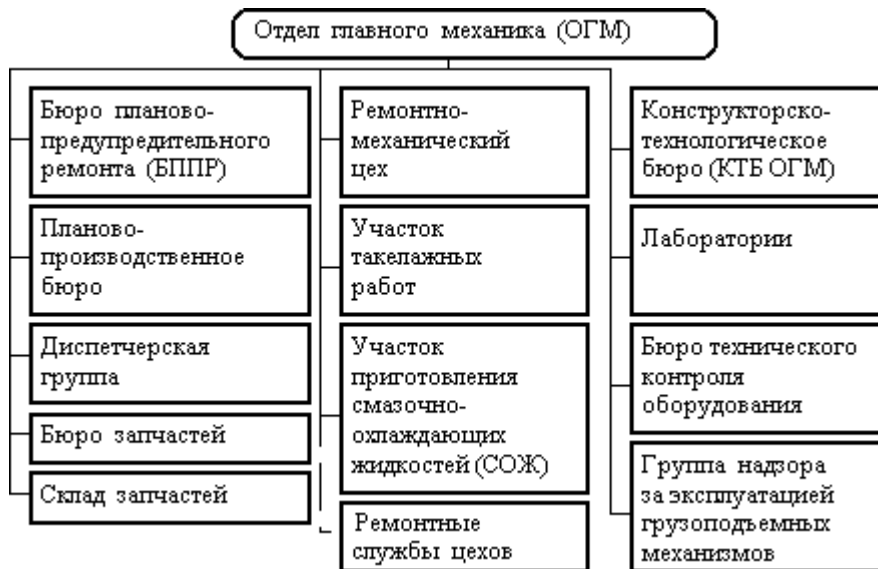 Отдел главного механика (ОГМ)
Бюро планово-
предупредительного
ремонта (БППР)
Планово-
производственное
бюро
Диспетчерская
группа
Бюро запчастей
Склад запчастей
Ремонтно-
механический
цех
Участок
такелажных
работ
Участок
приготовления
смазочно-
охлаждающих
жидкостей (СОЖ)
Ремонтные
службы цехов
Конструкторско-
технологическое
бюро (КТБ ОГМ)
Лаборатории
Бюро технического
контроля
оборудования
Группа надзора
за эксплуатацией
грузоподъемных
механизмов